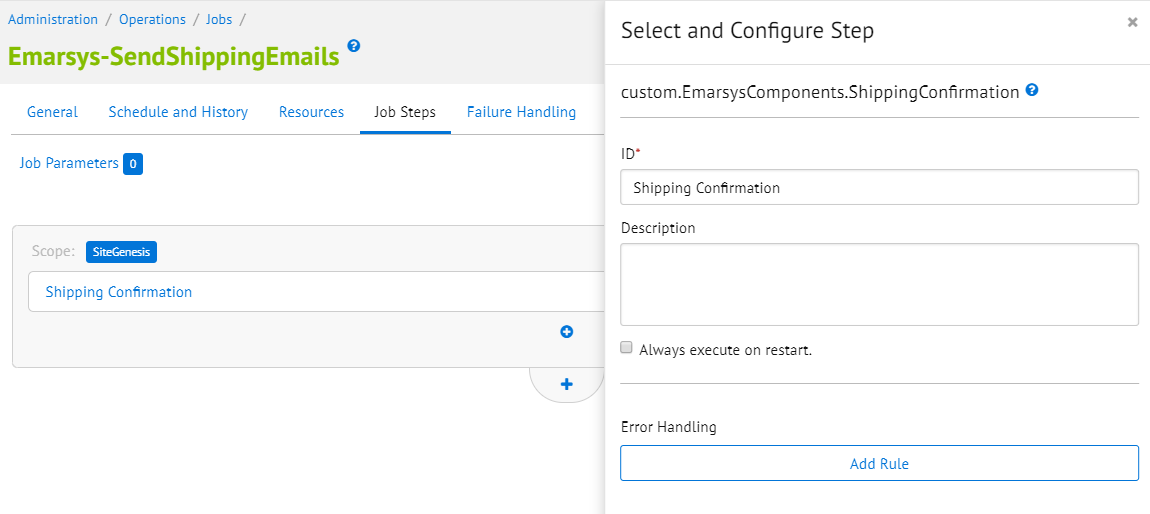 Administration / Operations / Jobs /
Emarsys-SendShippingEmails ?
General Schedule and History Resources Job Steps Failure Handling
Job Parameters 0
Scope: SiteGenesis
Shipping Confirmation
Select and Configure Step ×
custom.EmarsysComponents.ShippingConfirmation ?
ID*
Shipping Confirmation
Description
Always execute on restart.
Error Handling
Add Rule